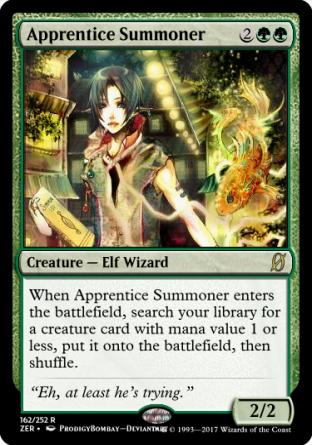 Apprentice Summoner 2
Creature — Elf Wizard
When Apprentice Summoner enters
the battlefield, search your library for
a creature card with mana value 1 or
less, put it onto the battlefield, then
shuffle.
“Eh, at least he’s trying.”
2/2
162/252 R
ZER • ProdigyBombay—DeviantArt ™ & © 1993—2017 Wizards of the Coast